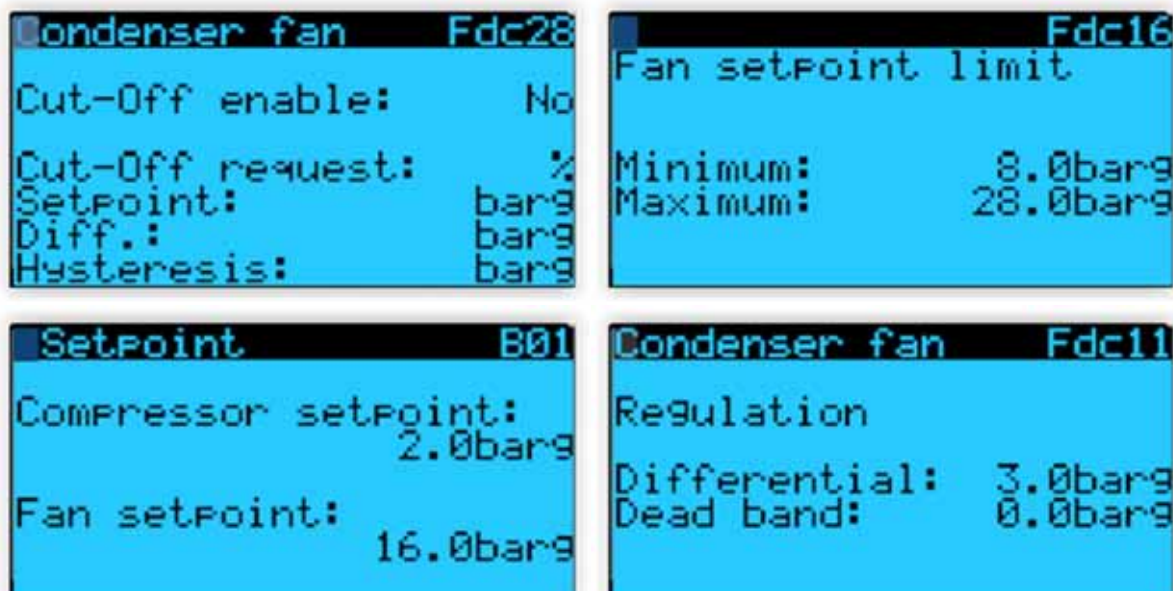 Condenser fan Fdc28
Cut-Off enable: No
Cut-Off request: %
Setpoint: barg
Diff.: barg
Hysteresis: barg
Fdc16
Fan setpoint limit
Minimum: 8.0barg
Maximum: 28.0barg
Setpoint B01
Compressor setpoint:
2.0barg
Fan setpoint:
16.0barg
Condenser fan Fdc11
Regulation
Differential: 3.0barg
Dead band: 0.0barg